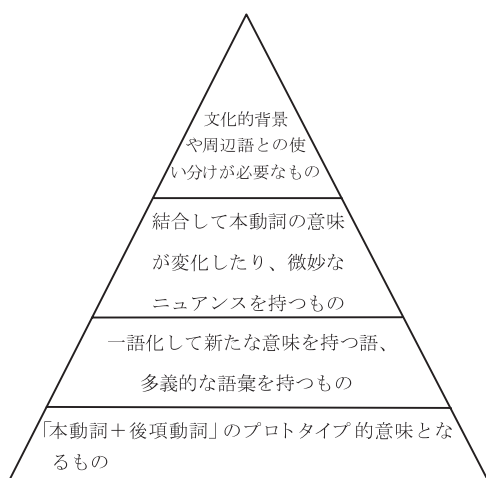 文化的背景
や周辺語との使
い分けが必要なもの
結合して本動詞の意味
が変化したり、微妙な
ニュアンスを持つもの
一語化して新たな意味を持つ語、
多義的な語彙を持つもの
「本動詞＋後項動詞」のプロトタイプ的意味とな
るもの